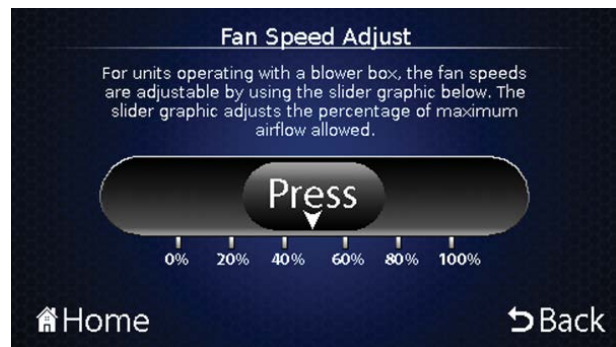 Fan Speed Adjust
For units operating with a blower box, the fan speeds
are adjustable by using the slider graphic below. The
slider graphic adjusts the percentage of maximum
airflow allowed.
Press
0% 20% 40% 60% 80% 100%
Home Back